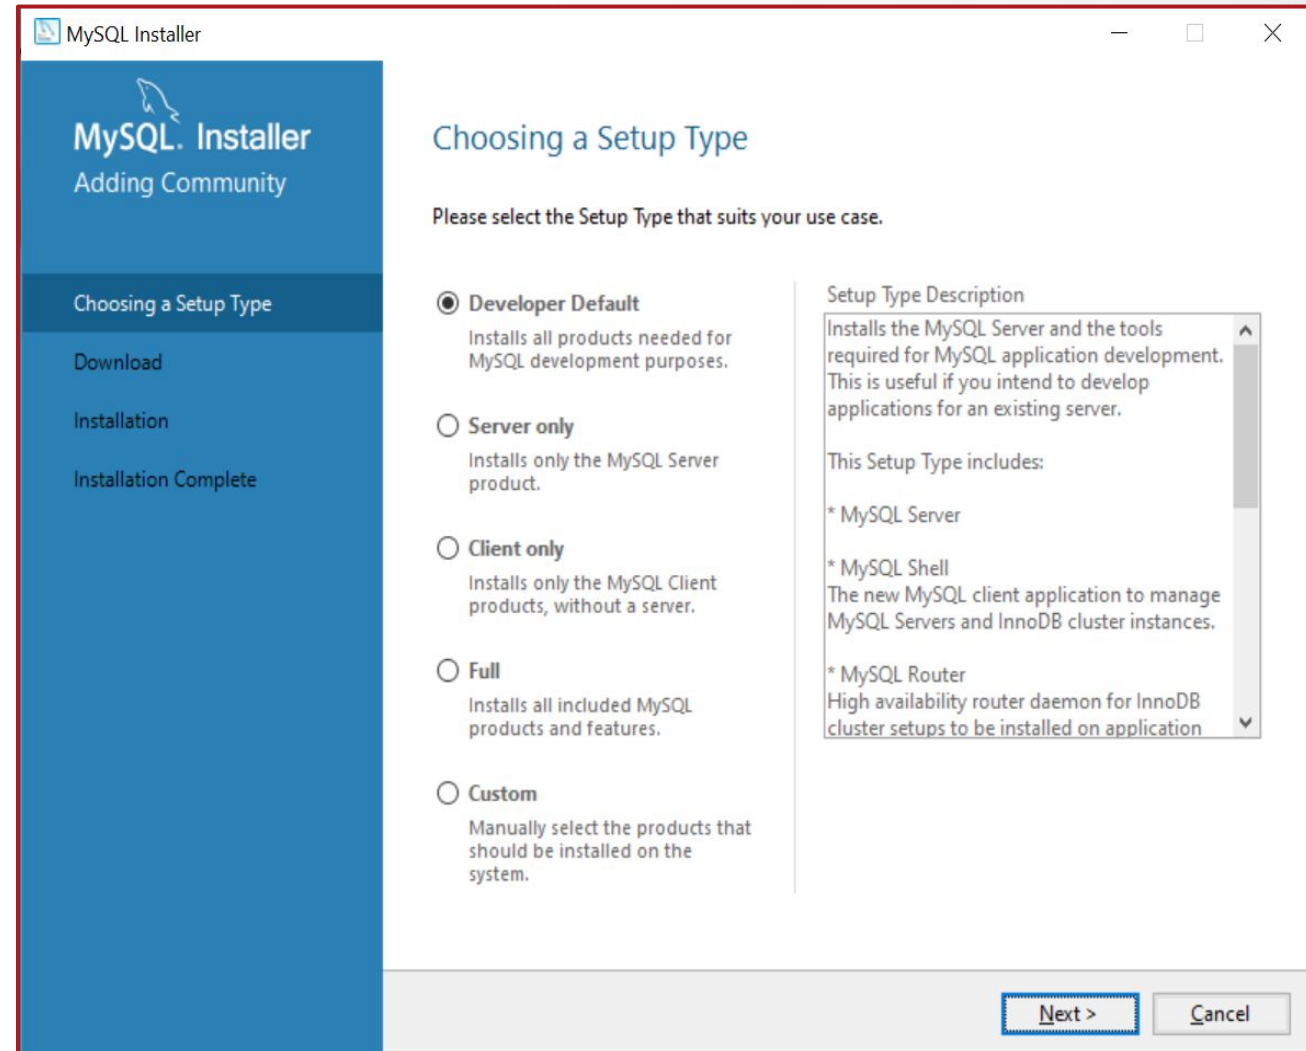 MySQL Installer
MySQL. Installer
Adding Community
Choosing a Setup Type
Download
Installation
Installation Complete
Choosing a Setup Type
Please select the Setup Type that suits your use case.
Developer Default
Installs all products needed for
MySQL development purposes.
Server only
Installs only the MySQL Server
product.
Client only
Installs only the MySQL Client
products, without a server.
Full
Installs all included MySQL
products and features.
Custom
Manually select the products that
should be installed on the
system.
Setup Type Description
Installs the MySQL Server and the tools
required for MySQL application development.
This is useful if you intend to develop
applications for an existing server.
This Setup Type includes:
* MySQL Server
* MySQL Shell
The new MySQL client application to manage
MySQL Servers and InnoDB cluster instances.
* MySQL Router
High availability router daemon for InnoDB
cluster setups to be installed on application
Next >
Cancel